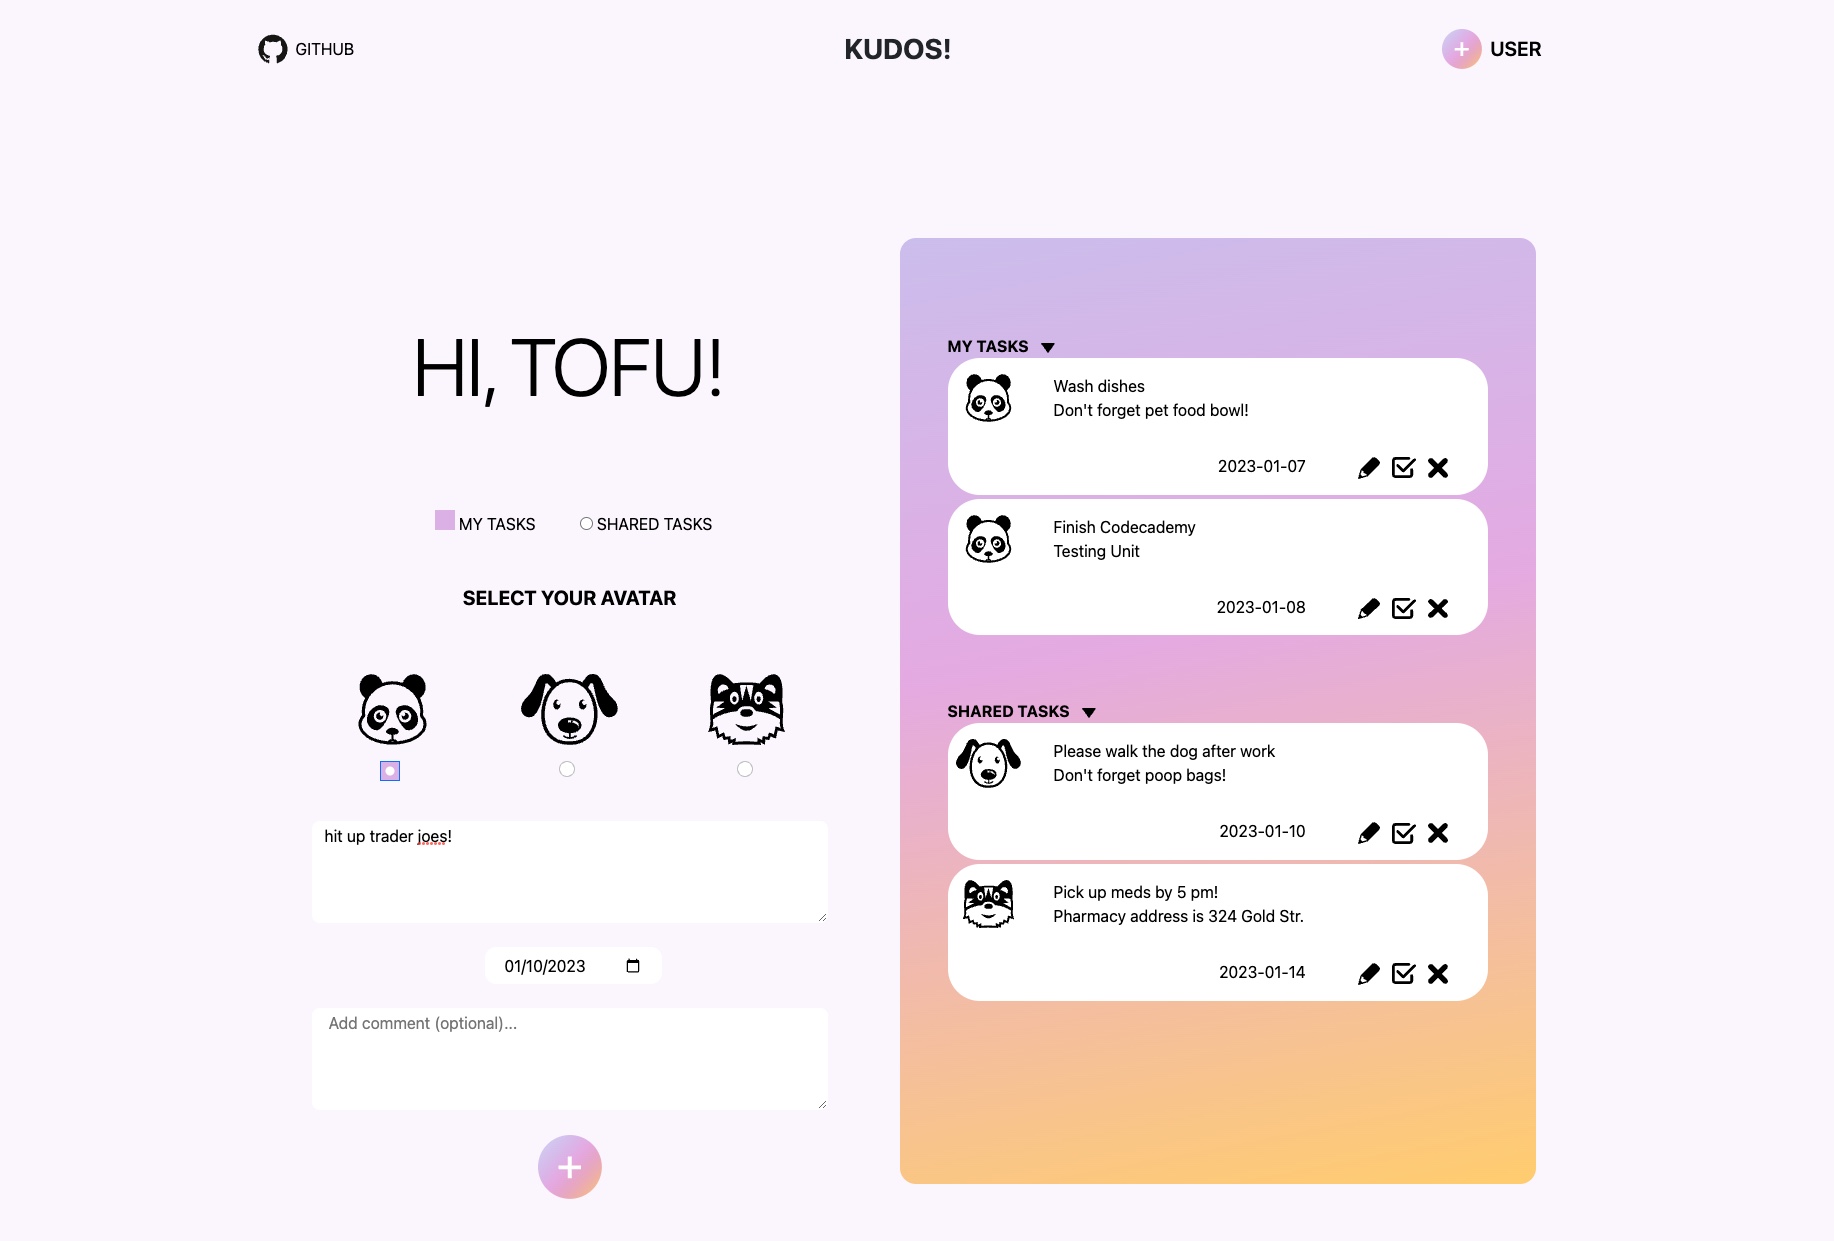 GITHUB
KUDOS!
USER
HI, TOFU!
MY TASKS
SHARED TASKS
SELECT YOUR AVATAR
hit up trader joes!
01/10/2023
Add comment (optional)...
MY TASKS
Wash dishes
Don't forget pet food bowl!
2023-01-07
Finish Codecademy
Testing Unit
2023-01-08
SHARED TASKS
Please walk the dog after work
Don't forget poop bags!
2023-01-10
Pick up meds by 5 pm!
Pharmacy address is 324 Gold Str.
2023-01-14